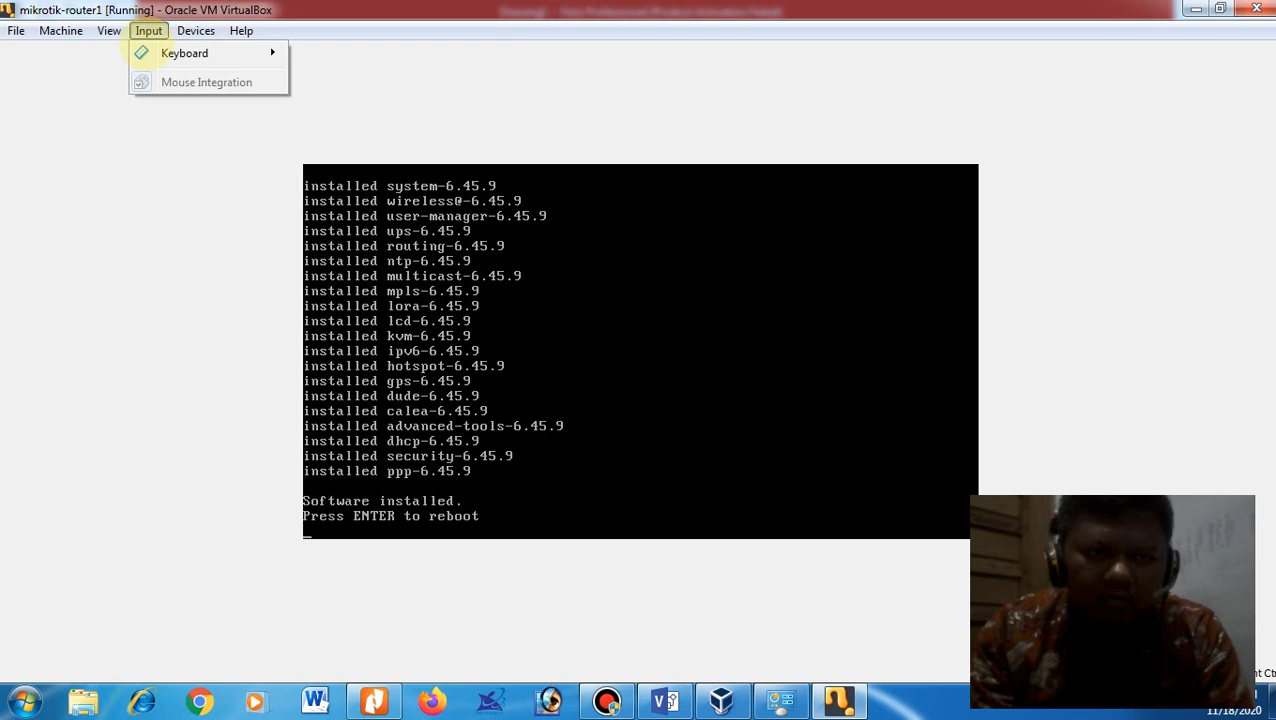 mikrotik-router1 [Running] - Oracle VM VirtualBox
File Machine View Input Devices Help
Keyboard
Mouse Integration
installed system-6.45.9
installed wireless@-6.45.9
installed user-manager-6.45.9
installed ups-6.45.9
installed routing-6.45.9
installed ntp-6.45.9
installed multicast-6.45.9
installed mpls-6.45.9
installed lora-6.45.9
installed lcd-6.45.9
installed kvm-6.45.9
installed ipv6-6.45.9
installed hotspot-6.45.9
installed gps-6.45.9
installed dude-6.45.9
installed calea-6.45.9
installed advanced-tools-6.45.9
installed dhcp-6.45.9
installed security-6.45.9
installed ppp-6.45.9
Software installed.
Press ENTER to reboot
11/18/2020